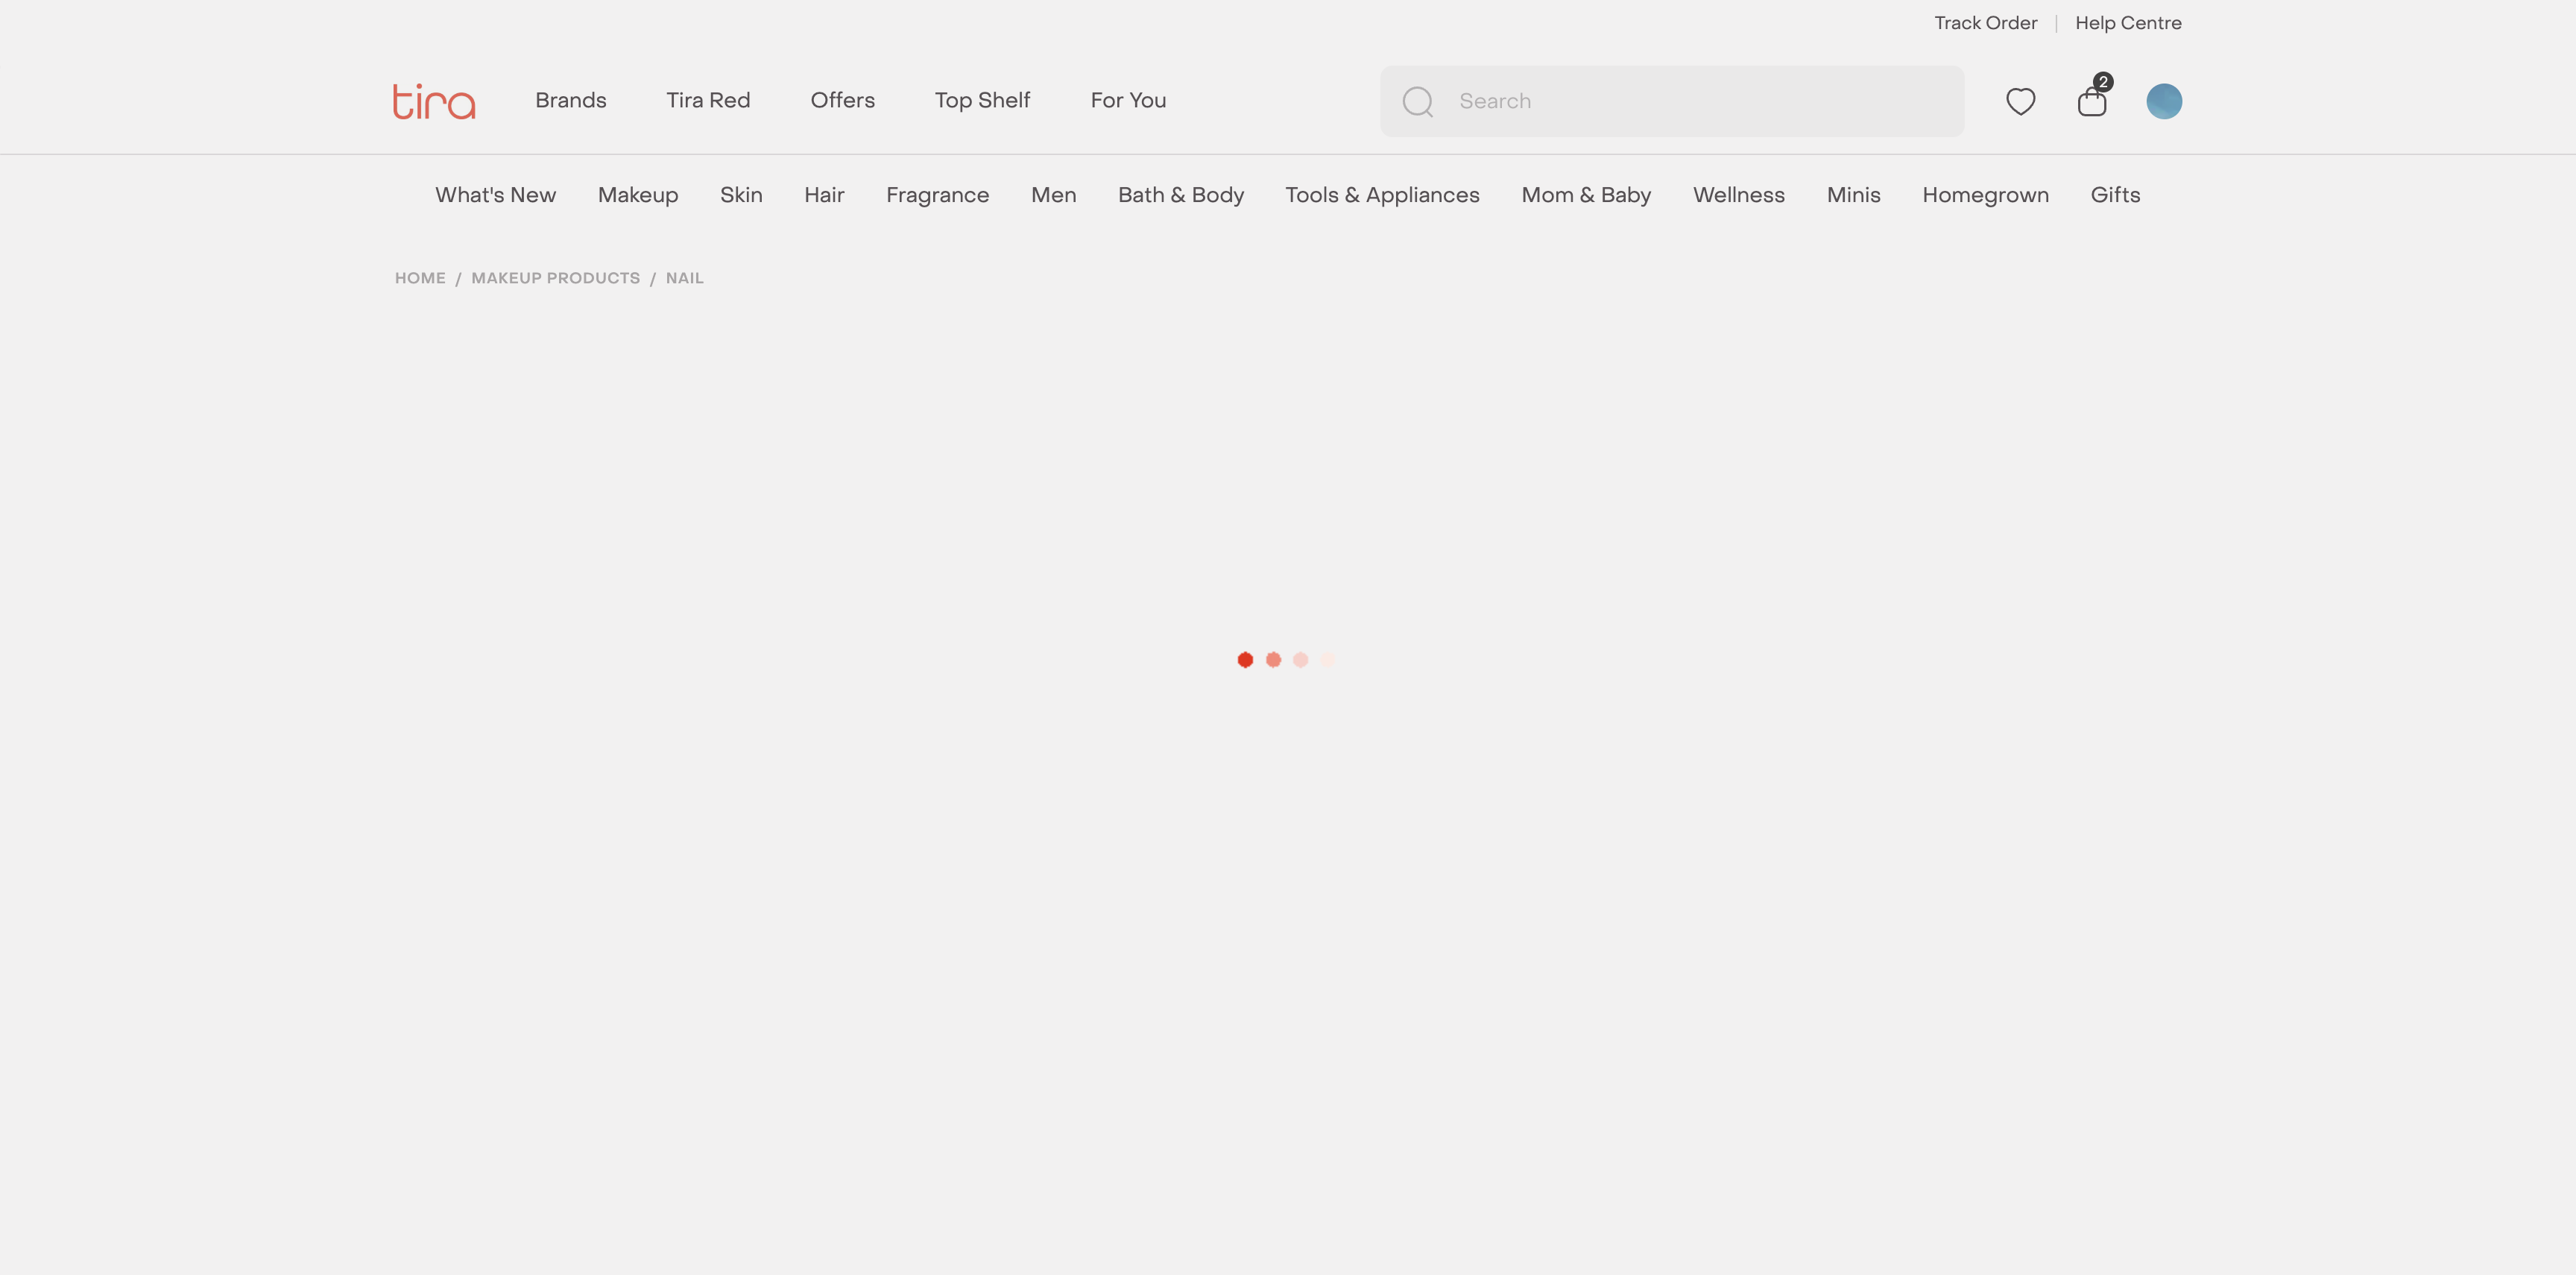 Track Order | Help Centre
tira Brands Tira Red Offers Top Shelf For You Search 2
What's New Makeup Skin Hair Fragrance Men Bath & Body Tools & Appliances Mom & Baby Wellness Minis Homegrown Gifts
HOME / MAKEUP PRODUCTS / NAIL